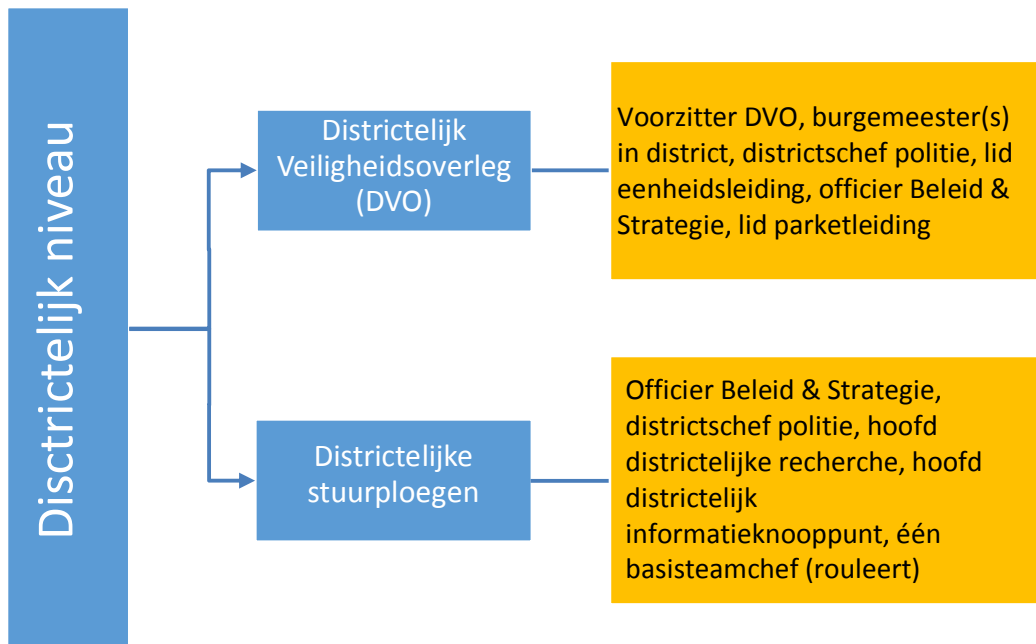 Disctrictelijk niveau
Districtelijk
Veiligheidsoverleg
(DVO)
Voorzitter DVO, burgemeester(s)
in district, districtschef politie, lid
eenheidsleiding, officier Beleid &
Strategie, lid parketleiding
Districtelijke
stuurploegen
Officier Beleid & Strategie,
districtschef politie, hoofd
districtelijke recherche, hoofd
districtelijk
informatieknooppunt, één
basisteamchef (rouleert)